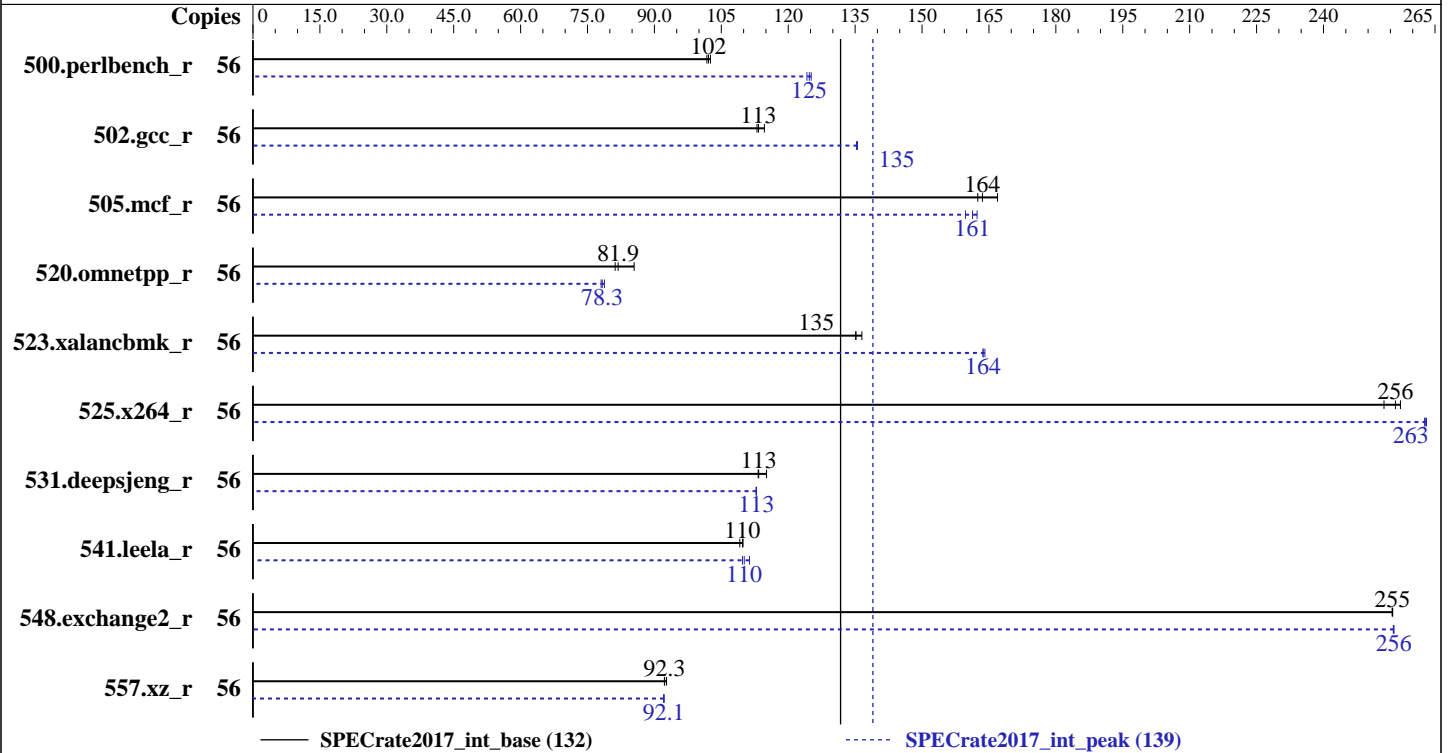 Copies 0 15.0 30.0 45.0 60.0 75.0 90.0 105 120 135 150 165 180 195 210 225 240 265
102
500.perlbench_r 56
125
113
502.gcc_r 56
135
164
505.mcf_r 56
161
81.9
520.omnetpp_r 56
78.3
135
523.xalancbmk_r 56
164
256
525.x264_r 56
263
113
531.deepsjeng_r 56
113
110
541.leela_r 56
110
255
548.exchange2_r 56
256
92.3
557.xz_r 56
92.1
SPECrate2017_int_base (132) SPECrate2017_int_peak (139)